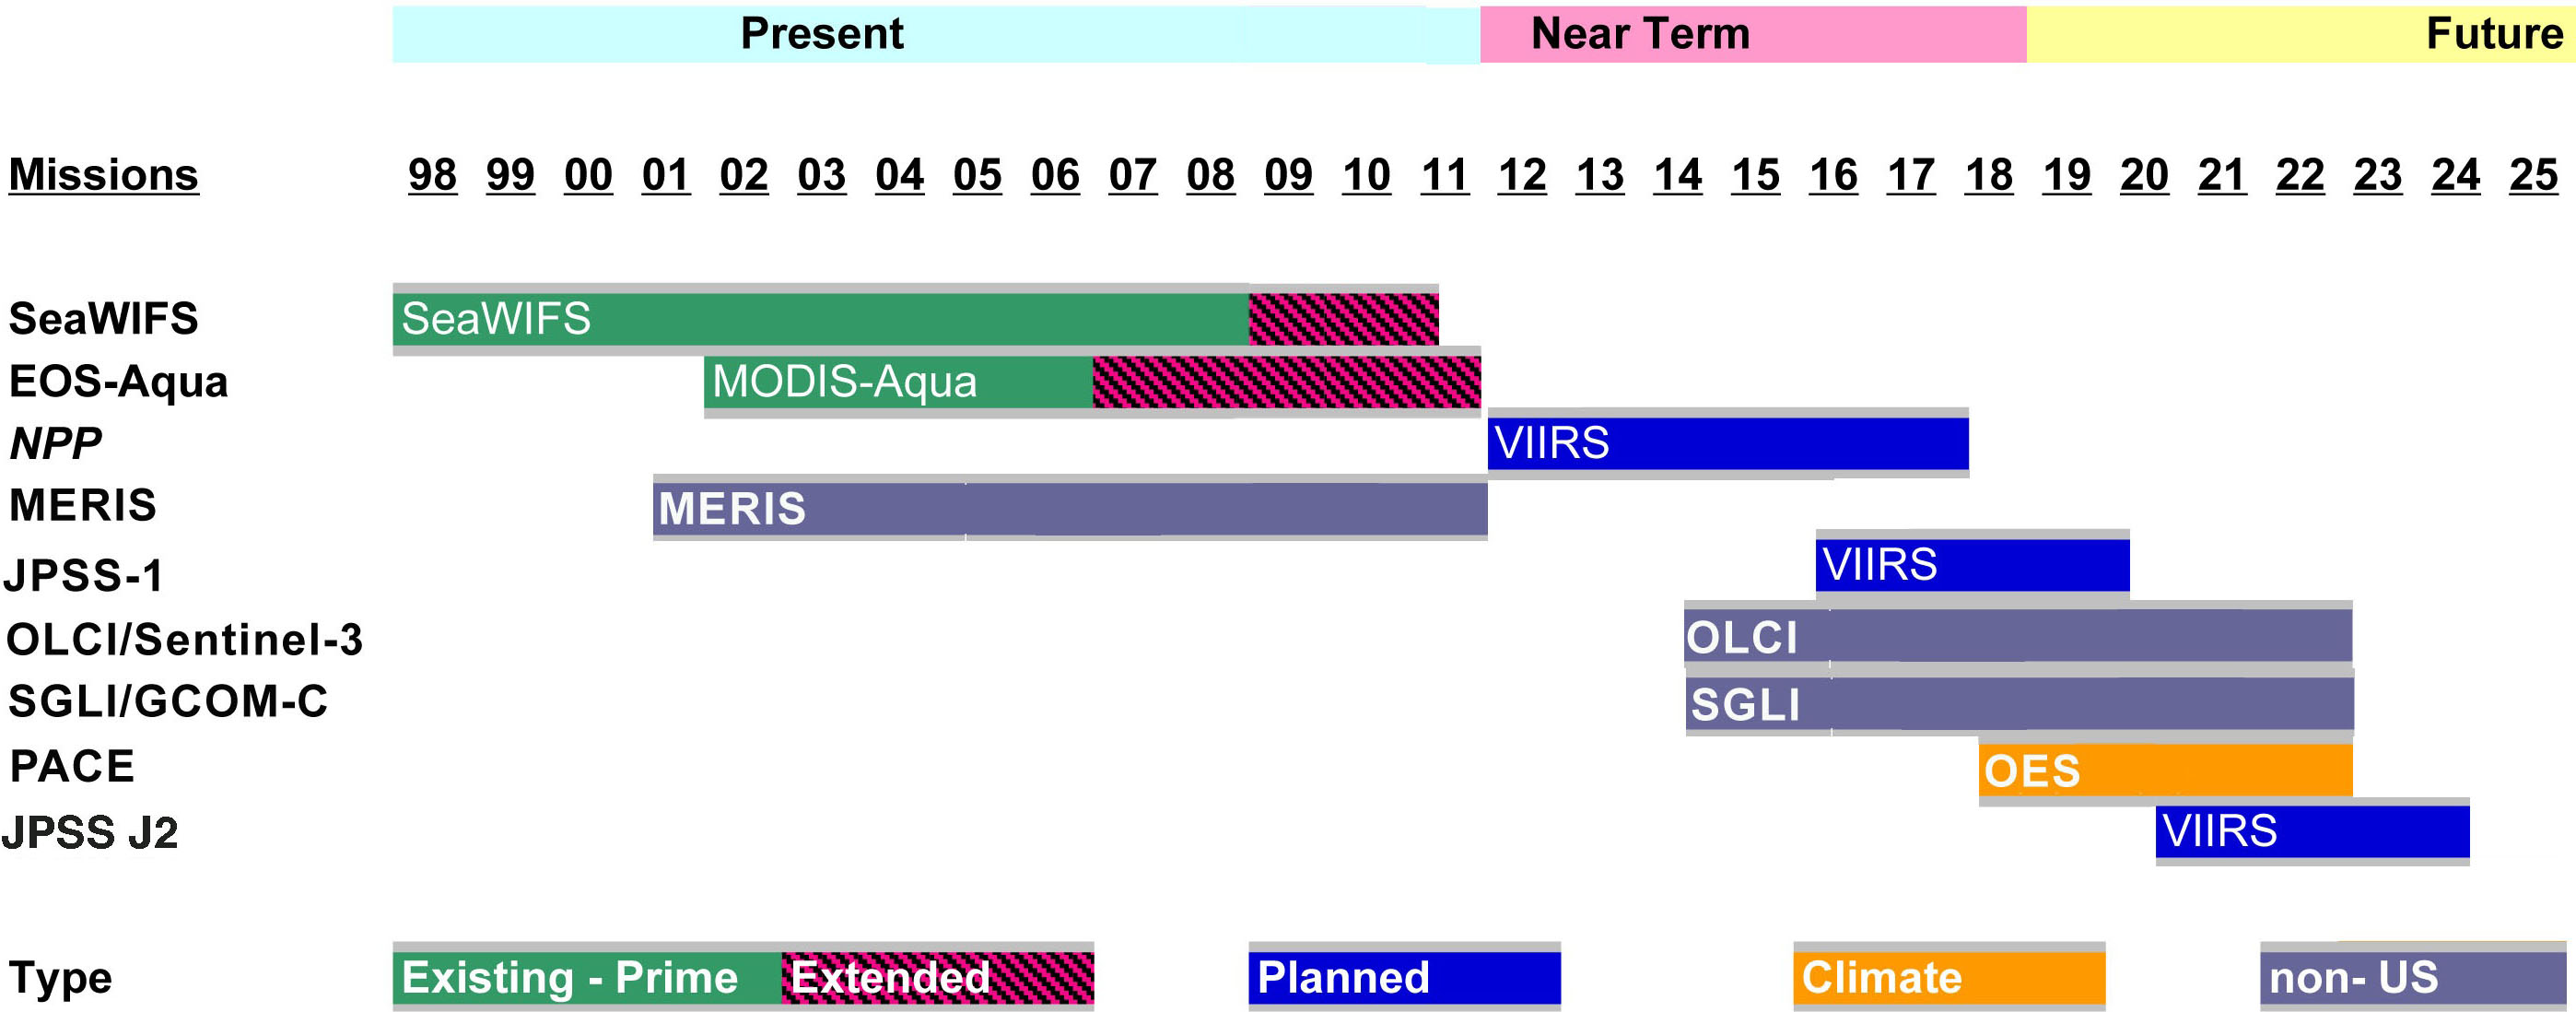 Present Near Term Future
Missions 98 99 00 01 02 03 04 05 06 07 08 09 10 11 12 13 14 15 16 17 18 19 20 21 22 23 24 25
SeaWIFS SeaWIFS
EOS-Aqua MODIS-Aqua
NPP VIIRS
MERIS MERIS
JPSS-1 VIIRS
OLCI/Sentinel-3 OLCI
SGLI/GCOM-C SGLI
PACE OES
JPSS J2 VIIRS
Type Existing - Prime Extended Planned Climate non- US